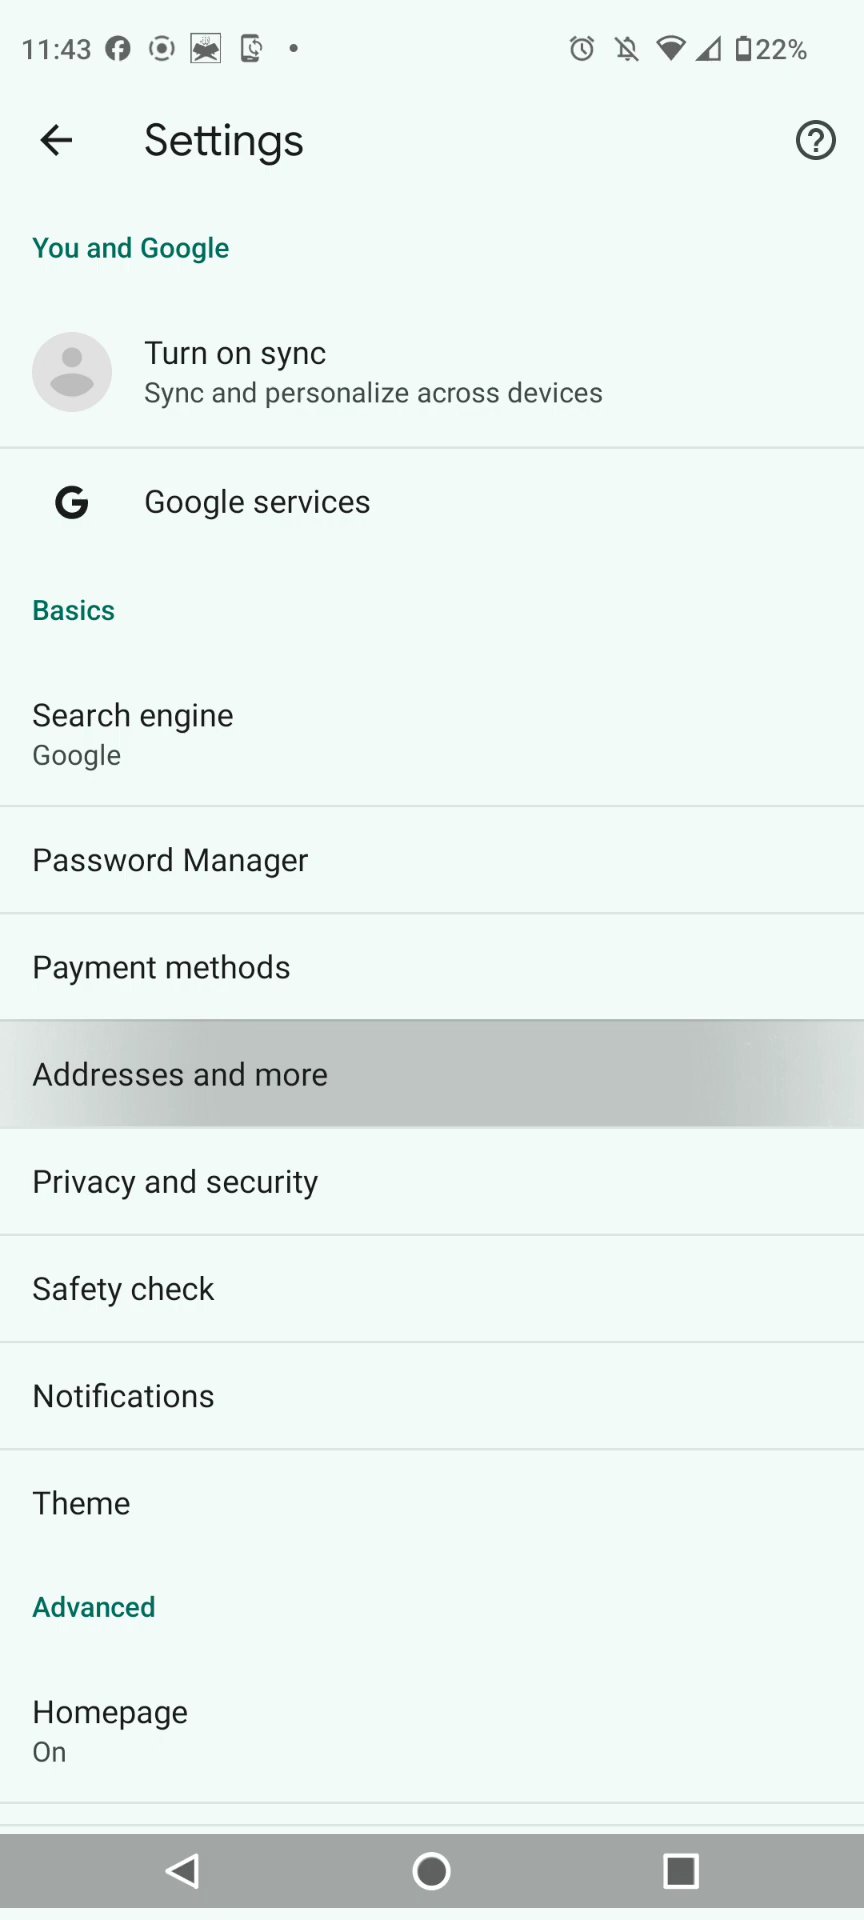 11:43 22%
Settings
You and Google
Turn on sync
Sync and personalize across devices
Google services
Basics
Search engine
Google
Password Manager
Payment methods
Addresses and more
Privacy and security
Safety check
Notifications
Theme
Advanced
Homepage
On